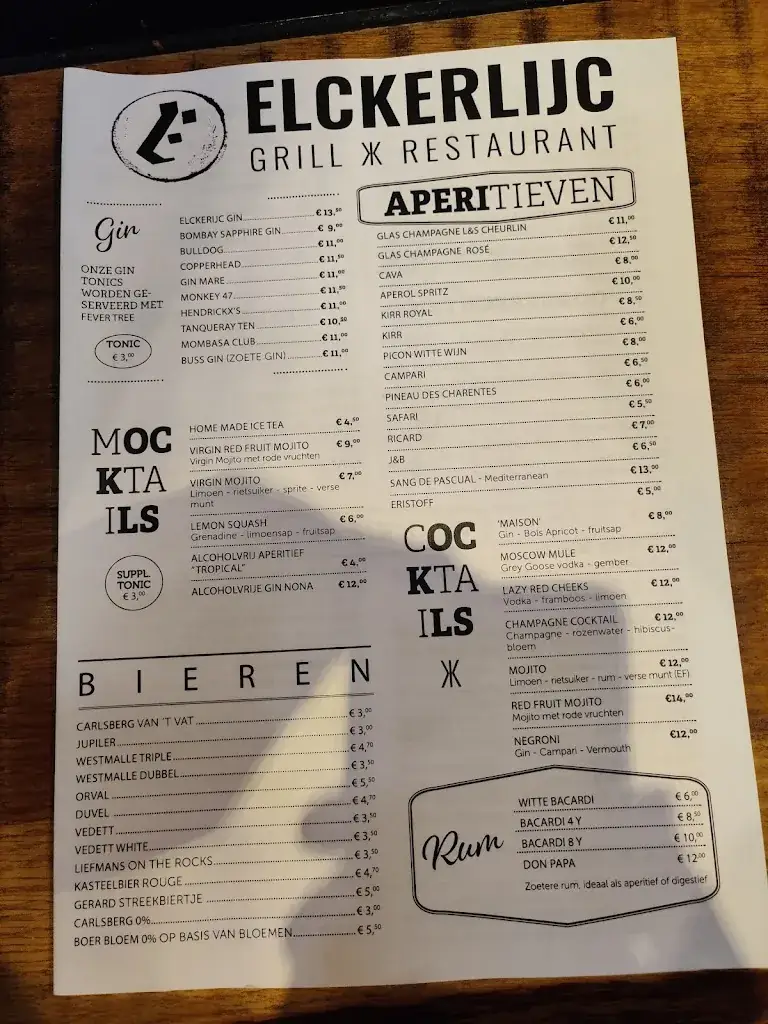 ELCKERLIJC
GRILL Ж RESTAURANT
Gin
ONZE GIN
TONICS
WORDEN GE-
SERVEERD MET
FEVER TREE
TONIC
€ 3,00
ELCKERIJC GIN € 13,50
BOMBAY SAPPHIRE GIN € 9,00
BULLDOG € 11,00
COPPERHEAD € 11,50
GIN MARE € 11,00
MONKEY 47 € 11,50
HENDRICKX'S € 11,00
TANQUERAY TEN € 10,50
MOMBASA CLUB € 11,00
BUSS GIN (ZOETE GIN) € 11,00
APERITIEVEN
GLAS CHAMPAGNE L&S CHEURLIN € 11,00
GLAS CHAMPAGNE ROSÉ € 12,50
CAVA € 8,00
APEROL SPRITZ € 10,00
KIRR ROYAL € 8,50
KIRR € 6,00
PICON WITTE WIJN € 8,00
CAMPARI € 6,50
PINEAU DES CHARENTES € 6,00
SAFARI € 5,50
RICARD € 7,00
J&B € 6,50
SANG DE PASCUAL - Mediterranean € 13,00
ERISTOFF € 5,00
MOC
KTA
ILS
SUPPL.
TONIC
€ 3,00
HOME MADE ICE TEA € 4,50
VIRGIN RED FRUIT MOJITO € 9,00
Virgin Mojito met rode vruchten
VIRGIN MOJITO € 7,00
Limoen - rietsuiker - sprite - verse
munt
LEMON SQUASH € 6,00
Grenadine - limoensap - fruitsap
ALCOHOLVRIJ APERITIEF
"TROPICAL" € 4,00
ALCOHOLVRIJE GIN NONA € 12,00
COC
KTA
ILS
Ж
'MAISON' € 8,00
Gin - Bols Apricot - fruitsap
MOSCOW MULE € 12,00
Grey Goose vodka - gember
LAZY RED CHEEKS € 12,00
Vodka - framboos - limoen
CHAMPAGNE COCKTAIL € 12,00
Champagne - rozenwater - hibiscus-
bloem
MOJITO € 12,00
Limoen - rietsuiker - rum - verse munt (EF)
RED FRUIT MOJITO €14,00
Mojito met rode vruchten
NEGRONI €12,00
Gin - Campari - Vermouth
BIEREN
CARLSBERG VAN 'T VAT € 3,00
JUPILER € 3,00
WESTMALLE TRIPLE € 4,70
WESTMALLE DUBBEL € 3,50
ORVAL € 5,50
DUVEL € 4,70
VEDETT € 3,50
VEDETT WHITE € 3,50
LIEFMANS ON THE ROCKS € 3,50
KASTEELBIER ROUGE € 4,70
GERARD STREEKBIERTJE € 5,00
CARLSBERG 0% € 3,00
BOER BLOEM 0% OP BASIS VAN BLOEMEN € 5,50
Rum
WITTE BACARDI € 6,00
BACARDI 4 Y € 8,50
BACARDI 8 Y € 10,00
DON PAPA € 12,00
Zoetere rum, ideaal als aperitief of digestief